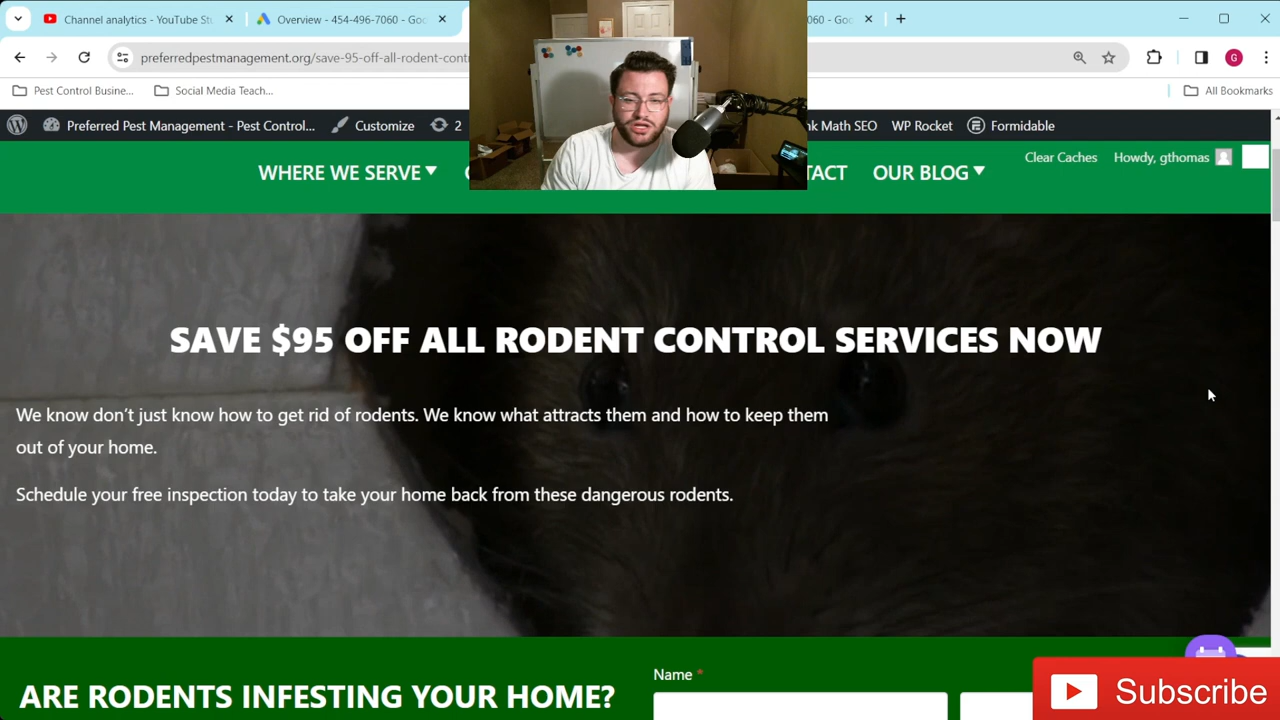 Channel analytics - YouTube Stu
Overview - 454-496-7060 - Goo
060 - Goo
preferredpestmanagement.org/save-95-off-all-rodent-cont
Pest Control Busine...
Social Media Teach...
All Bookmarks
G
Preferred Pest Management - Pest Control...
Customize
2
nk Math SEO
WP Rocket
Formidable
Clear Caches
Howdy, gthomas
WHERE WE SERVE
TACT
OUR BLOG
SAVE $95 OFF ALL RODENT CONTROL SERVICES NOW
We know don't just know how to get rid of rodents. We know what attracts them and how to keep them
out of your home.
Schedule your free inspection today to take your home back from these dangerous rodents.
ARE RODENTS INFESTING YOUR HOME?
Name *
Subscribe